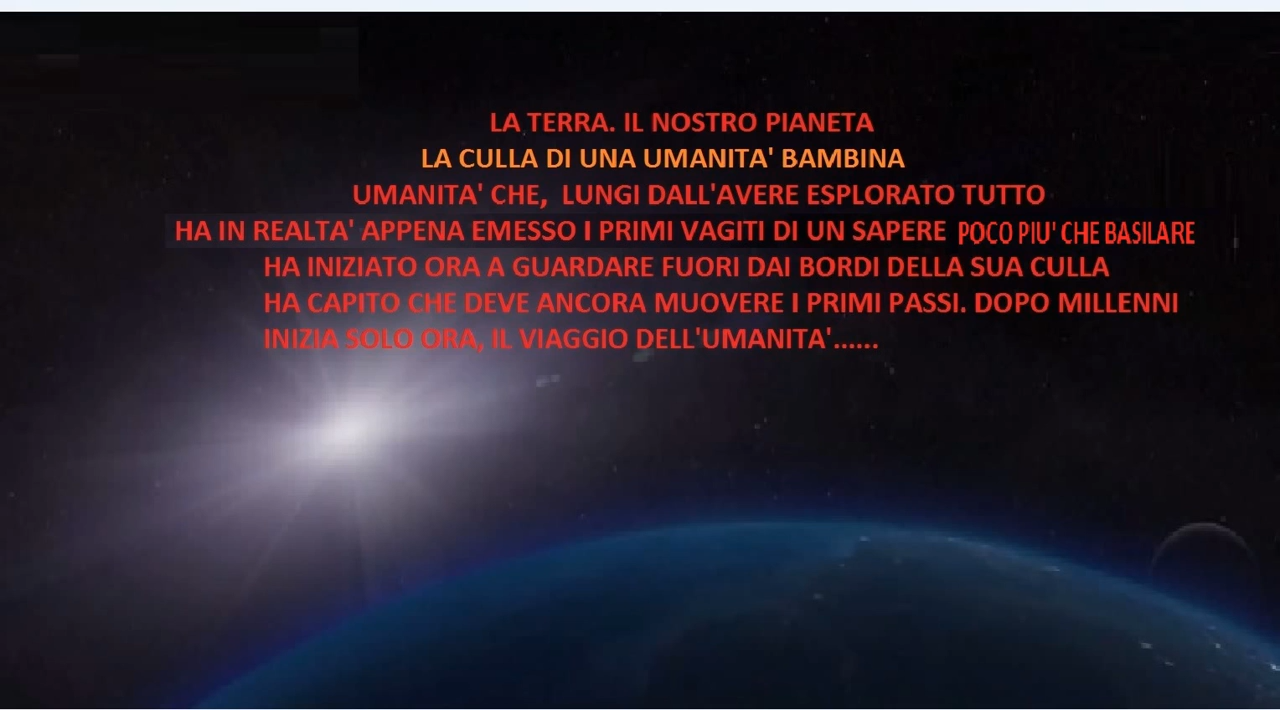 LA TERRA. IL NOSTRO PIANETA
LA CULLA DI UNA UMANITA' BAMBINA
UMANITA' CHE, LUNGI DALL'AVERE ESPLORATO TUTTO
HA IN REALTA' APPENA EMESSO I PRIMI VAGITI DI UN SAPERE POCO PIU' CHE BASILARE
HA INIZIATO ORA A GUARDARE FUORI DAI BORDI DELLA SUA CULLA
HA CAPITO CHE DEVE ANCORA MUOVERE I PRIMI PASSI. DOPO MILLENNI
INIZIA SOLO ORA, IL VIAGGIO DELL'UMANITA'......